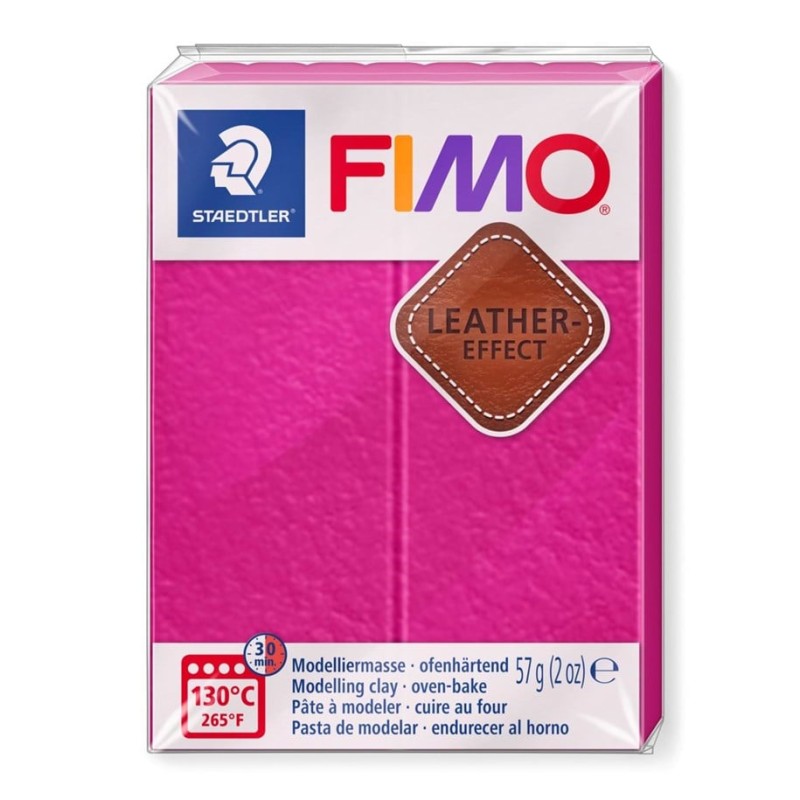 STAEDTLER®
FIMO®
LEATHER-
EFFECT
30
min.
130°C
265°F
Modelliermasse · ofenhärtend
Modelling clay · oven-bake
Pâte à modeler · cuire au four
Pasta de modelar · endurecer al horno
57 g (2 oz) ℮